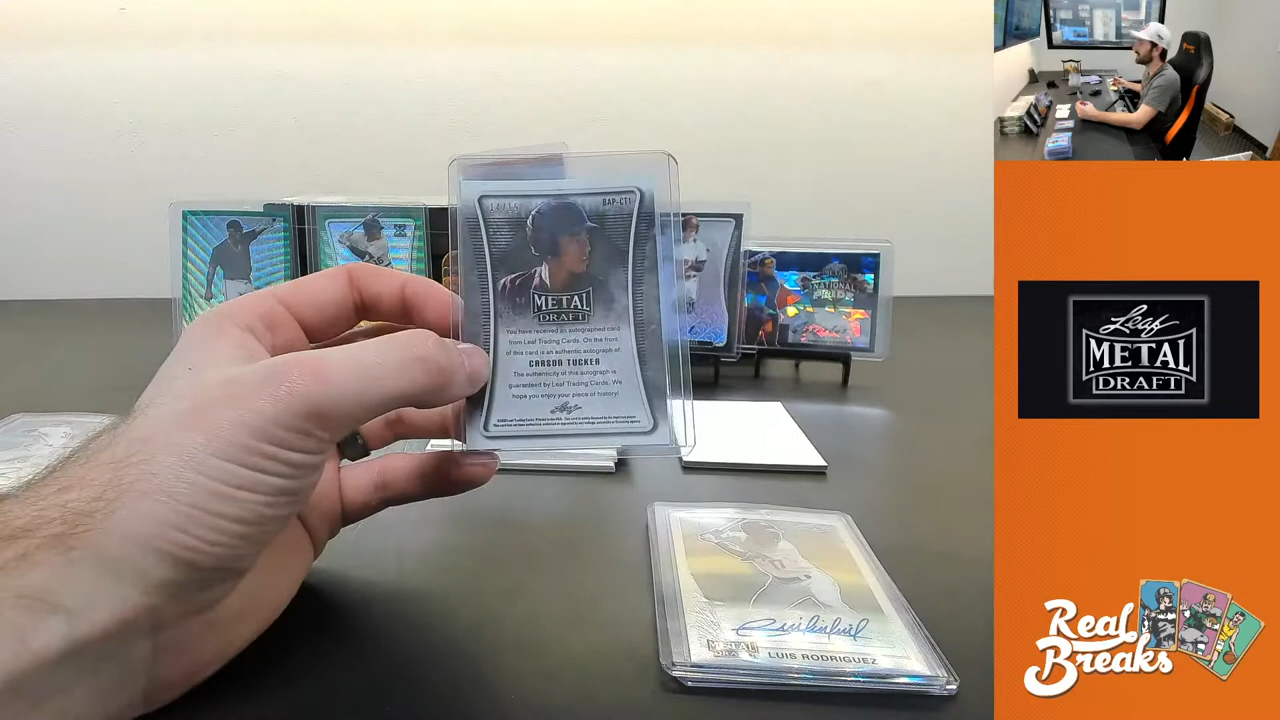 14/15
BAP-CT1
METAL
DRAFT
You have received an autographed card
from Leaf Trading Cards. On the front
of this card is an authentic autograph of:
CARSON TUCKER
The authenticity of this autograph is
guaranteed by Leaf Trading Cards. We
hope you enjoy your piece of history!
Leaf
NATIONAL
PRIDE
METAL
DRAFT
LUIS RODRIGUEZ
Leaf
METAL
DRAFT
Real
Breaks